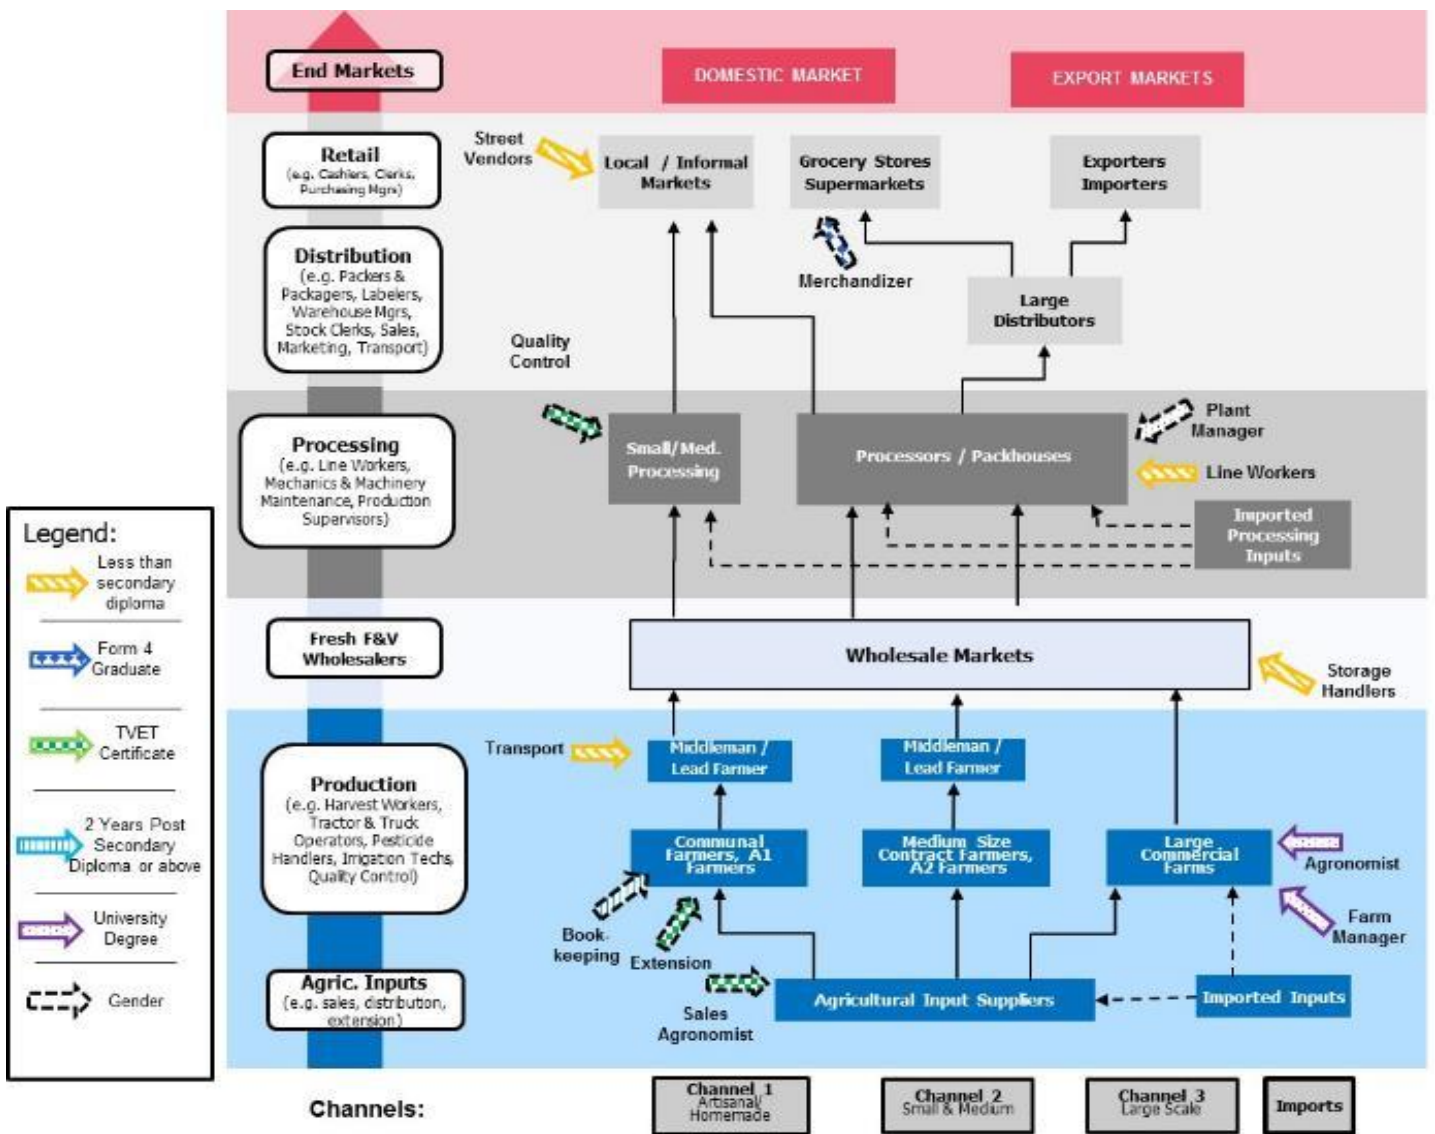 End Markets
DOMESTIC MARKET
EXPORT MARKETS
Retail
(e.g. Cashiers, Clerks,
Purchasing Mgrs)
Street
Vendors
Local / Informal
Markets
Grocery Stores
Supermarkets
Exporters
Importers
Distribution
(e.g. Packers &
Packagers, Labelers,
Warehouse Mgrs,
Stock Clerks, Sales,
Marketing, Transport)
Merchandizer
Large
Distributors
Quality
Control
Processing
(e.g. Line Workers,
Mechanics & Machinery
Maintenance, Production
Supervisors)
Small/Med.
Processing
Processors / Packhouses
Plant
Manager
Line Workers
Imported
Processing
Inputs
Legend:
Less than
secondary
diploma
Form 4
Graduate
TVET
Certificate
2 Years Post
Secondary
Diploma or above
University
Degree
Gender
Fresh F&V
Wholesalers
Wholesale Markets
Storage
Handlers
Production
(e.g. Harvest Workers,
Tractor & Truck
Operators, Pesticide
Handlers, Irrigation Techs,
Quality Control)
Transport
Middleman /
Lead Farmer
Middleman /
Lead Farmer
Communal
Farmers, A1
Farmers
Medium Size
Contract Farmers,
A2 Farmers
Large
Commercial
Farms
Agronomist
Farm
Manager
Book-
keeping
Extension
Agric. Inputs
(e.g. sales, distribution,
extension)
Sales
Agronomist
Agricultural Input Suppliers
Imported Inputs
Channels:
Channel 1
Artisanal/
Homemade
Channel 2
Small & Medium
Channel 3
Large Scale
Imports